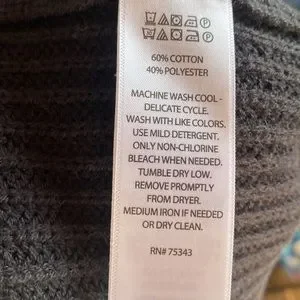 60% COTTON
40% POLYESTER
MACHINE WASH COOL -
DELICATE CYCLE.
WASH WITH LIKE COLORS.
USE MILD DETERGENT.
ONLY NON-CHLORINE
BLEACH WHEN NEEDED.
TUMBLE DRY LOW.
REMOVE PROMPTLY
FROM DRYER.
MEDIUM IRON IF NEEDED
OR DRY CLEAN.
RN# 75343